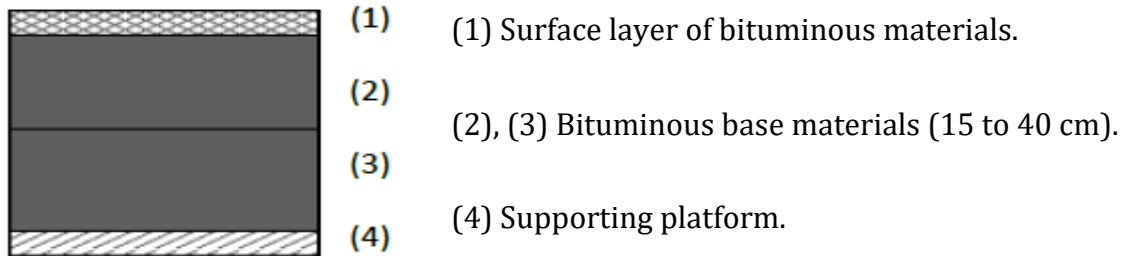 (1)
(1) Surface layer of bituminous materials.
(2)
(2), (3) Bituminous base materials (15 to 40 cm).
(3)
(4) Supporting platform.
(4)